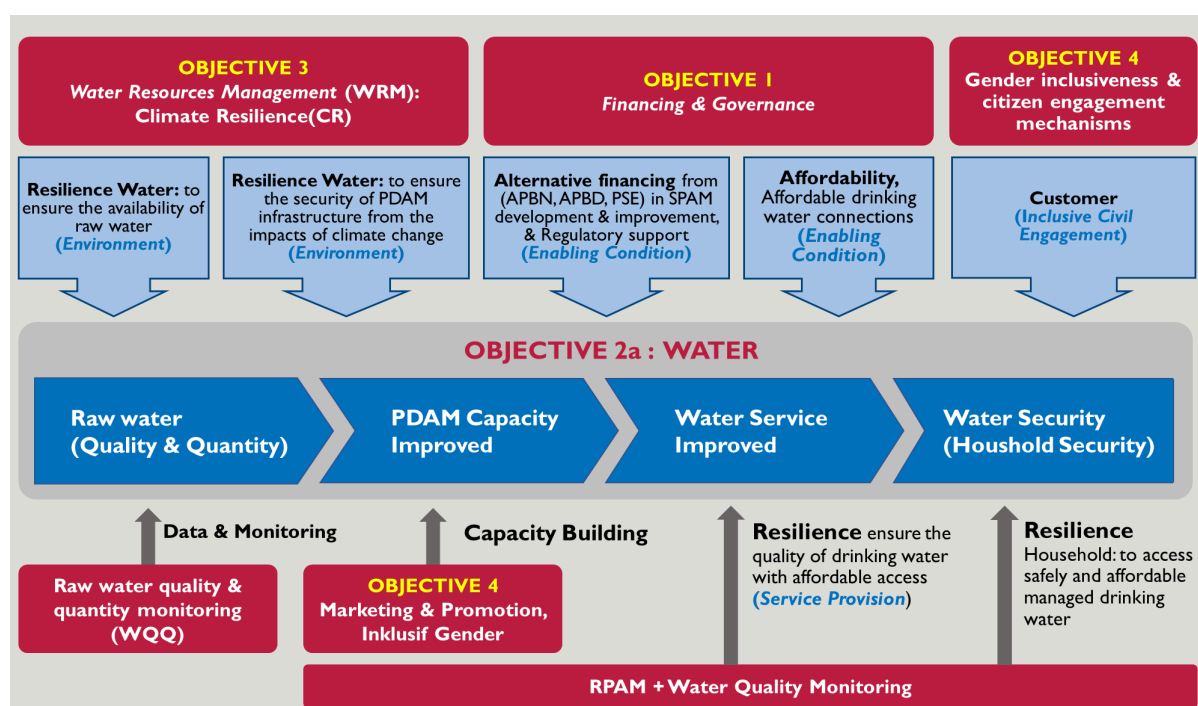 OBJECTIVE 3
Water Resources Management (WRM):
Climate Resilience(CR)
OBJECTIVE 1
Financing & Governance
OBJECTIVE 4
Gender inclusiveness &
citizen engagement
mechanisms
Resilience Water: to
ensure the availability of
raw water
(Environment)
Resilience Water: to ensure
the security of PDAM
infrastructure from the
impacts of climate change
(Environment)
Alternative financing from
(APBN, APBD, PSE) in SPAM
development & improvement,
& Regulatory support
(Enabling Condition)
Affordability,
Affordable drinking
water connections
(Enabling
Condition)
Customer
(Inclusive Civil
Engagement)
OBJECTIVE 2a : WATER
Raw water
(Quality & Quantity)
PDAM Capacity
Improved
Water Service
Improved
Water Security
(Houshold Security)
Data & Monitoring
Capacity Building
Resilience ensure the
quality of drinking water
with affordable access
(Service Provision)
Resilience
Household: to access
safely and affordable
managed drinking
water
Raw water quality &
quantity monitoring
(WQQ)
OBJECTIVE 4
Marketing & Promotion,
Inklusif Gender
RPAM + Water Quality Monitoring